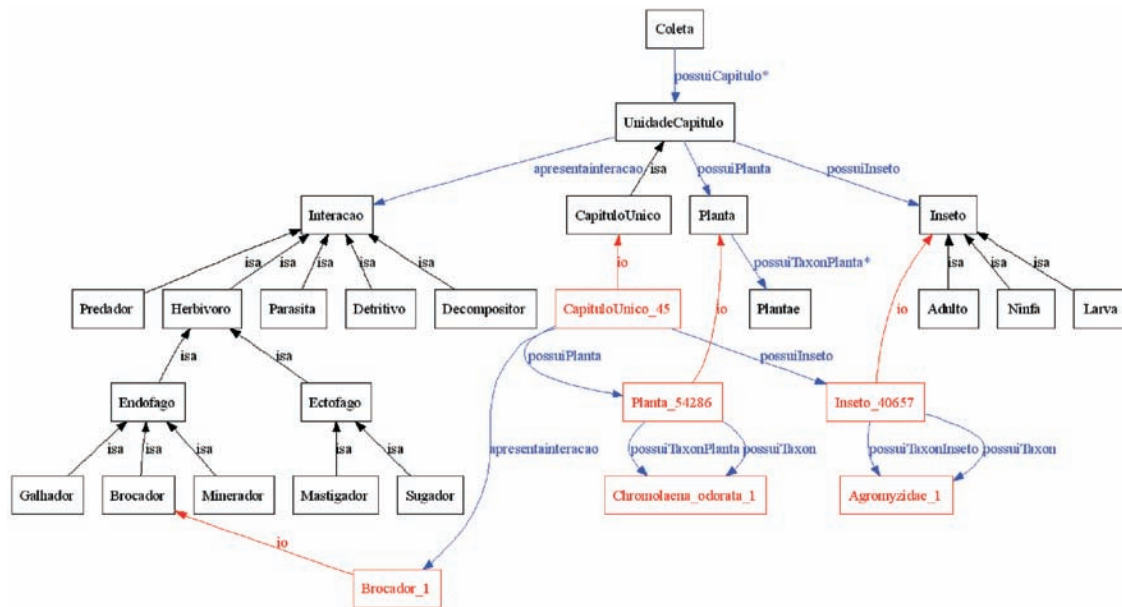 Coleta
possuiCapitulo*
UnidadeCapitulo
apresentainteracao
isa
possuiPlanta
possuiInseto
Interacao
CapituloUnico
Planta
Inseto
isa
isa
isa
isa
isa
io
possuiTaxonPlanta*
isa
isa
isa
Predador
Herbivoro
Parasita
Detritivo
Decompositor
CapituloUnico_45
io
Plantae
io
Adulto
Ninfa
Larva
isa
isa
possuiPlanta
possuiInseto
Endofago
Ectofago
Planta_54286
Inseto_40657
isa
isa
isa
isa
isa
apresentainteracao
possuiTaxonPlanta
possuiTaxon
possuiTaxonInseto
possuiTaxon
Galhador
Brocador
Minerador
Mastigador
Sugador
Chromolaena_odorata_1
Agromyzidae_1
io
Brocador_1